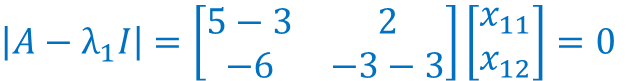 |A − λ₁I| = [5 − 3 2; −6 −3 − 3] [x₁₁; x₁₂] = 0